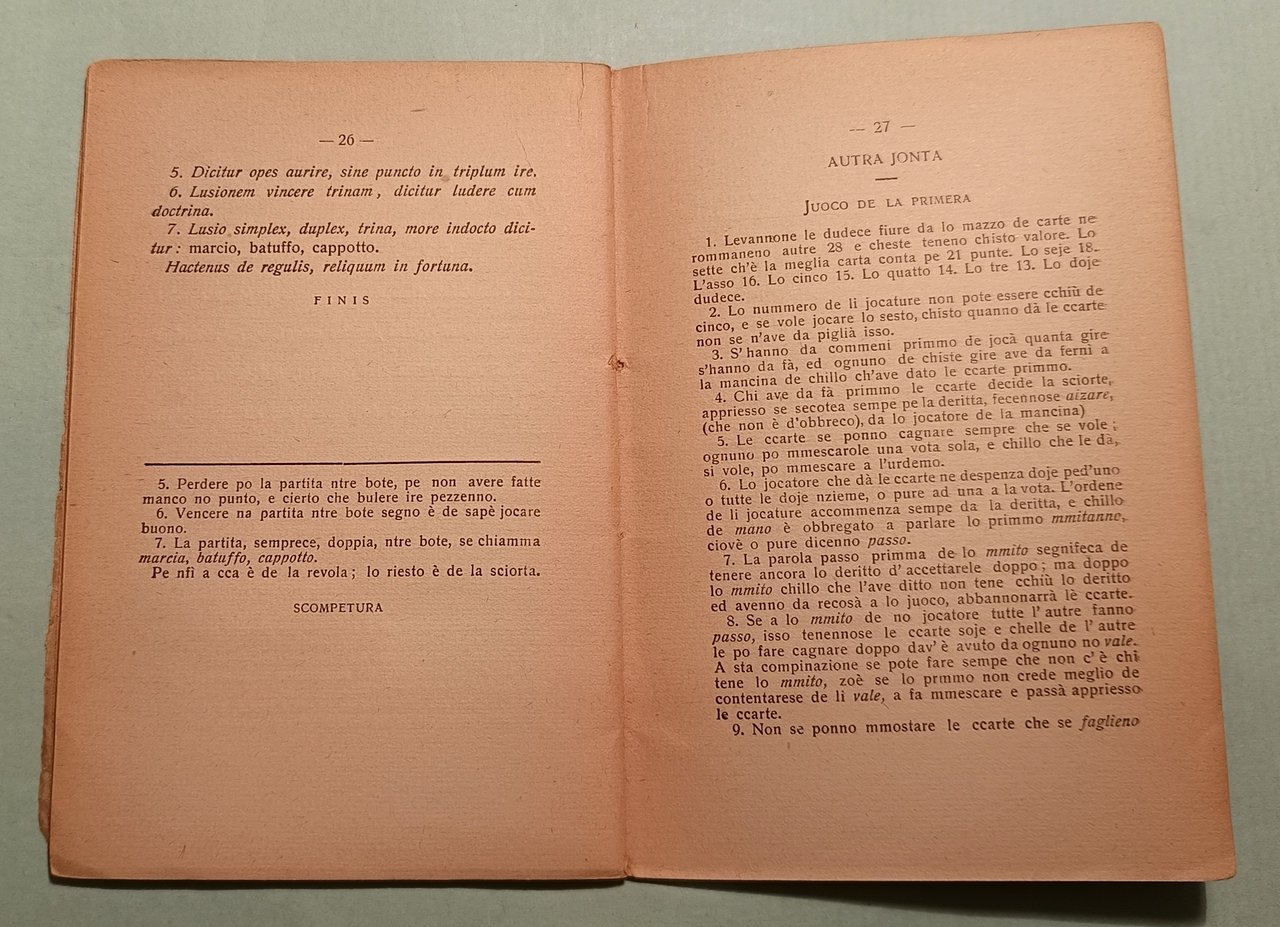 — 26 —
5. Dicitur opes aurire, sine puncto in triplum ire.
6. Lusionem vincere trinam, dicitur ludere cum
doctrina.
7. Lusio simplex, duplex, trina, more indocto dici-
tur: marcio, batuffo, cappotto.
Hactenus de regulis, reliquum in fortuna.
FINIS
5. Perdere po la partita ntre bote, pe non avere fatte
manco no punto, e cierto che bulere ire pezzenno.
6. Vencere na partita ntre bote segno è de sapè jocare
buono.
7. La partita, semprece, doppia, ntre bote, se chiamma
marcia, batuffo, cappotto.
Pe nfì a cca è de la revola; lo riesto è de la sciorta.
SCOMPETURA
— 27 —
AUTRA JONTA
JUOCO DE LA PRIMERA
1. Levannone le dudece fiure da lo mazzo de carte ne
rommaneno autre 28 e cheste teneno chisto valore. Lo
sette ch'è la meglia carta conta pe 21 punte. Lo seje 18.
L'asso 16. Lo cinco 15. Lo quatto 14. Lo tre 13. Lo doje
dudece.
2. Lo nummero de li jocature non pote essere cchiù de
cinco, e se vole jocare lo sesto, chisto quanno dà le ccarte
non se n'ave da piglià isso.
3. S'hanno da commeni primmo de jocà quanta gire
s'hanno da fà, ed ognuno de chiste gire ave da fernì a
la mancina de chillo ch'ave dato le ccarte primmo.
4. Chi ave da fà primmo le ccarte decide la sciorte,
appriesso se secotea sempe pe la deritta, fecennose aizare,
(che non è d'obbreco), da lo jocatore de la mancina)
5. Le ccarte se ponno cagnare sempre che se vole;
ognuno po mmescarole una vota sola, e chillo che le dà,
si vole, po mmescare a l'urdemo.
6. Lo jocatore che dà le ccarte ne despenza doje ped'uno
o tutte le doje nzieme, o pure ad una a la vota. L'ordene
de li jocature accommenza sempe da la deritta, e chillo
de mano è obbregato a parlare lo primmo mmitanno,
ciovè o pure dicenno passo.
7. La parola passo primma de lo mmito segnifeca de
tenere ancora lo deritto d'accettarele doppo; ma doppo
lo mmito chillo che l'ave ditto non tene cchiù lo deritto
ed avenno da recosà a lo juoco, abbannonarrà lè ccarte.
8. Se a lo mmito de no jocatore tutte l'autre fanno
passo, isso tenennose le ccarte soje e chelle de l'autre
le po fare cagnare doppo dav'è avuto da ognuno no vale.
A sta compinazione se pote fare sempe che non c'è chi
tene lo mmito, zoè se lo prmmo non crede meglio de
contentarese de li vale, a fa mmescare e passà appriesso
le ccarte.
9. Non se ponno mmostare le ccarte che se faglieno